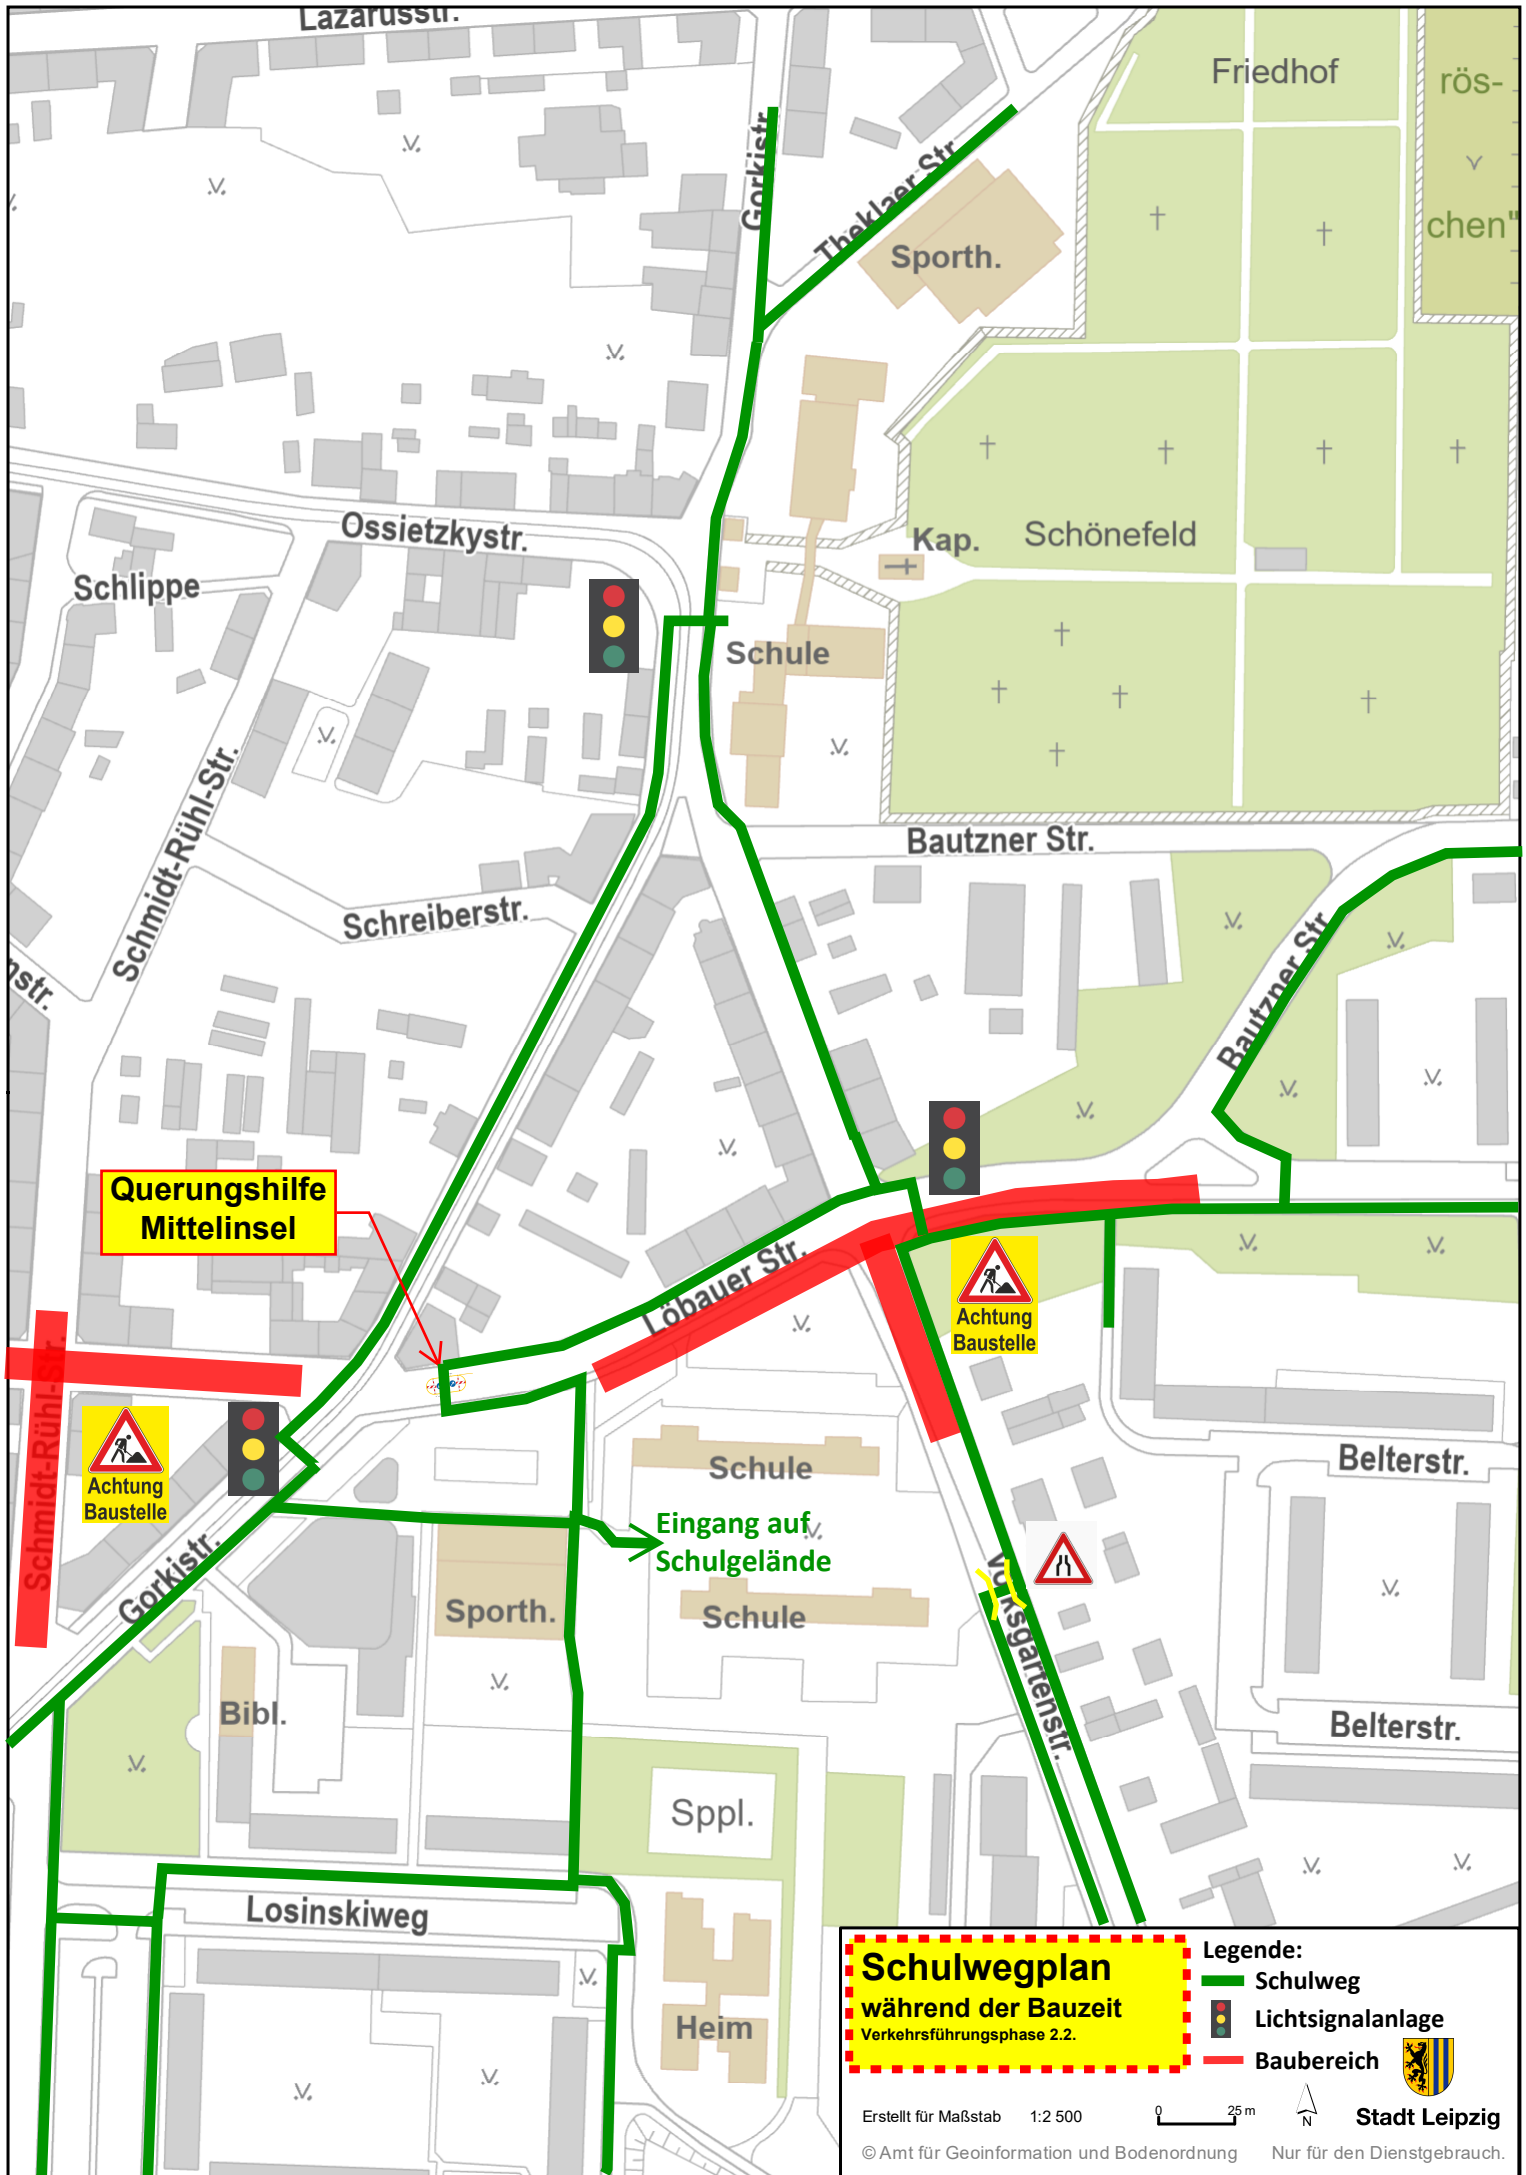 Lazarusstr.
Friedhof
rös-
chen"
Gorkistr.
Theklaer Str.
Sporth.
Ossietzkystr.
Kap.
Schönefeld
Schlippe
Schule
Bautzner Str.
Schmidt-Rühl-Str.
Schreiberstr.
nstr.
Bautzner Str.
Querungshilfe
Mittelinsel
Löbauer Str.
Achtung
Baustelle
Schmidt-Rühl-Str.
Achtung
Baustelle
Schule
Belterstr.
Eingang auf
Schulgelände
Gorkistr.
Sporth.
Schule
Volksgartenstr.
Bibl.
Belterstr.
Sppl.
Losinskiweg
Heim
Schulwegplan
während der Bauzeit
Verkehrsführungsphase 2.2.
Legende:
Schulweg
Lichtsignalanlage
Baubereich
Erstellt für Maßstab 1:2 500
0 25 m
N
Stadt Leipzig
© Amt für Geoinformation und Bodenordnung Nur für den Dienstgebrauch.